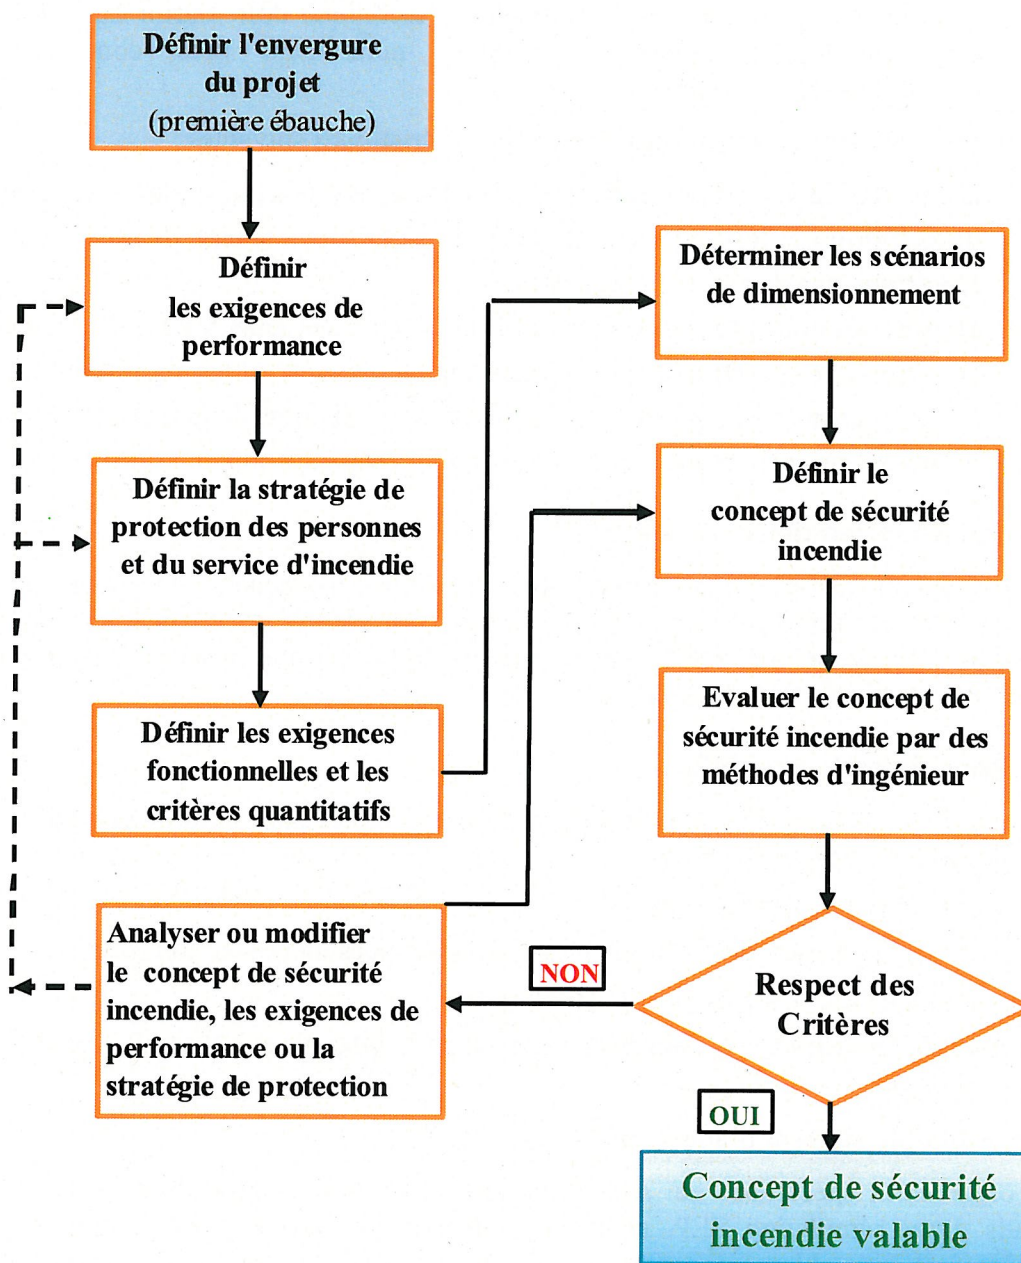 Définir l'envergure
du projet
(première ébauche)
Définir
les exigences de
performance
Définir la stratégie de
protection des personnes
et du service d'incendie
Définir les exigences
fonctionnelles et les
critères quantitatifs
Déterminer les scénarios
de dimensionnement
Définir le
concept de sécurité
incendie
Evaluer le concept de
sécurité incendie par des
méthodes d'ingénieur
Respect des
Critères
NON
Analyser ou modifier
le concept de sécurité
incendie, les exigences de
performance ou la
stratégie de protection
OUI
Concept de sécurité
incendie valable